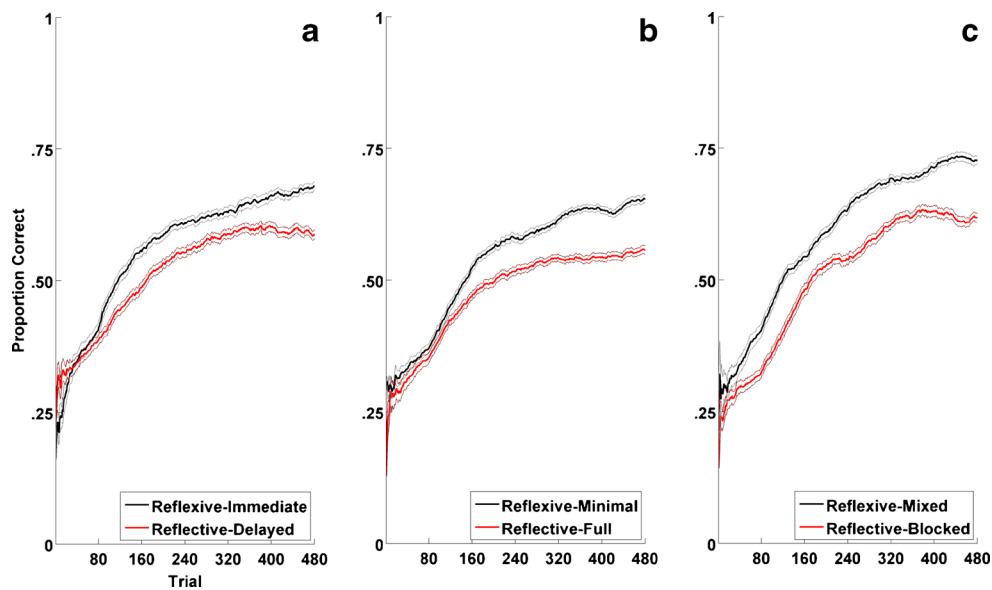 a
1
.75
.50
.25
0
Proportion Correct
Reflexive-Immediate
Reflective-Delayed
80 160 240 320 400 480
Trial
b
1
.75
.50
.25
0
Reflexive-Minimal
Reflective-Full
80 160 240 320 400 480
c
1
.75
.50
.25
0
Reflexive-Mixed
Reflective-Blocked
80 160 240 320 400 480